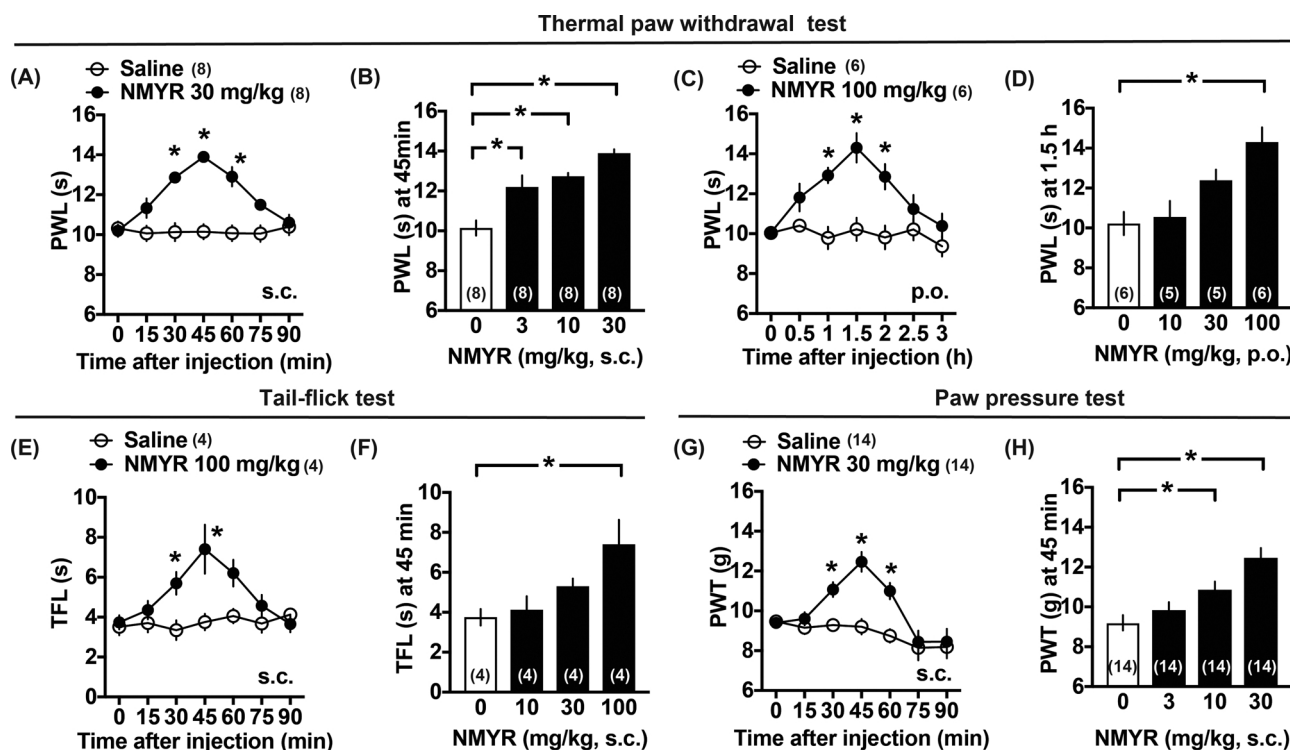 Thermal paw withdrawal test
(A)
Saline (8)
NMYR 30 mg/kg (8)
PWL (s)
16
14
12
10
8
6
* * *
s.c.
0 15 30 45 60 75 90
Time after injection (min)
(B)
PWL (s) at 45min
16
14
12
10
8
6
*
*
*
(8) (8) (8) (8)
0 3 10 30
NMYR (mg/kg, s.c.)
(C)
Saline (6)
NMYR 100 mg/kg (6)
PWL (s)
16
14
12
10
8
6
* * *
p.o.
0 0.5 1 1.5 2 2.5 3
Time after injection (h)
(D)
PWL (s) at 1.5 h
16
14
12
10
8
6
*
(6) (5) (5) (6)
0 10 30 100
NMYR (mg/kg, p.o.)
Tail-flick test
(E)
Saline (4)
NMYR 100 mg/kg (4)
TFL (s)
10
8
6
4
2
0
* *
s.c.
0 15 30 45 60 75 90
Time after injection (min)
(F)
TFL (s) at 45 min
10
8
6
4
2
0
*
(4) (4) (4) (4)
0 10 30 100
NMYR (mg/kg, s.c.)
Paw pressure test
(G)
Saline (14)
NMYR 30 mg/kg (14)
PWT (g)
16
14
12
10
8
6
* * *
s.c.
0 15 30 45 60 75 90
Time after injection (min)
(H)
PWT (g) at 45 min
16
14
12
10
8
6
*
*
(14) (14) (14) (14)
0 3 10 30
NMYR (mg/kg, s.c.)